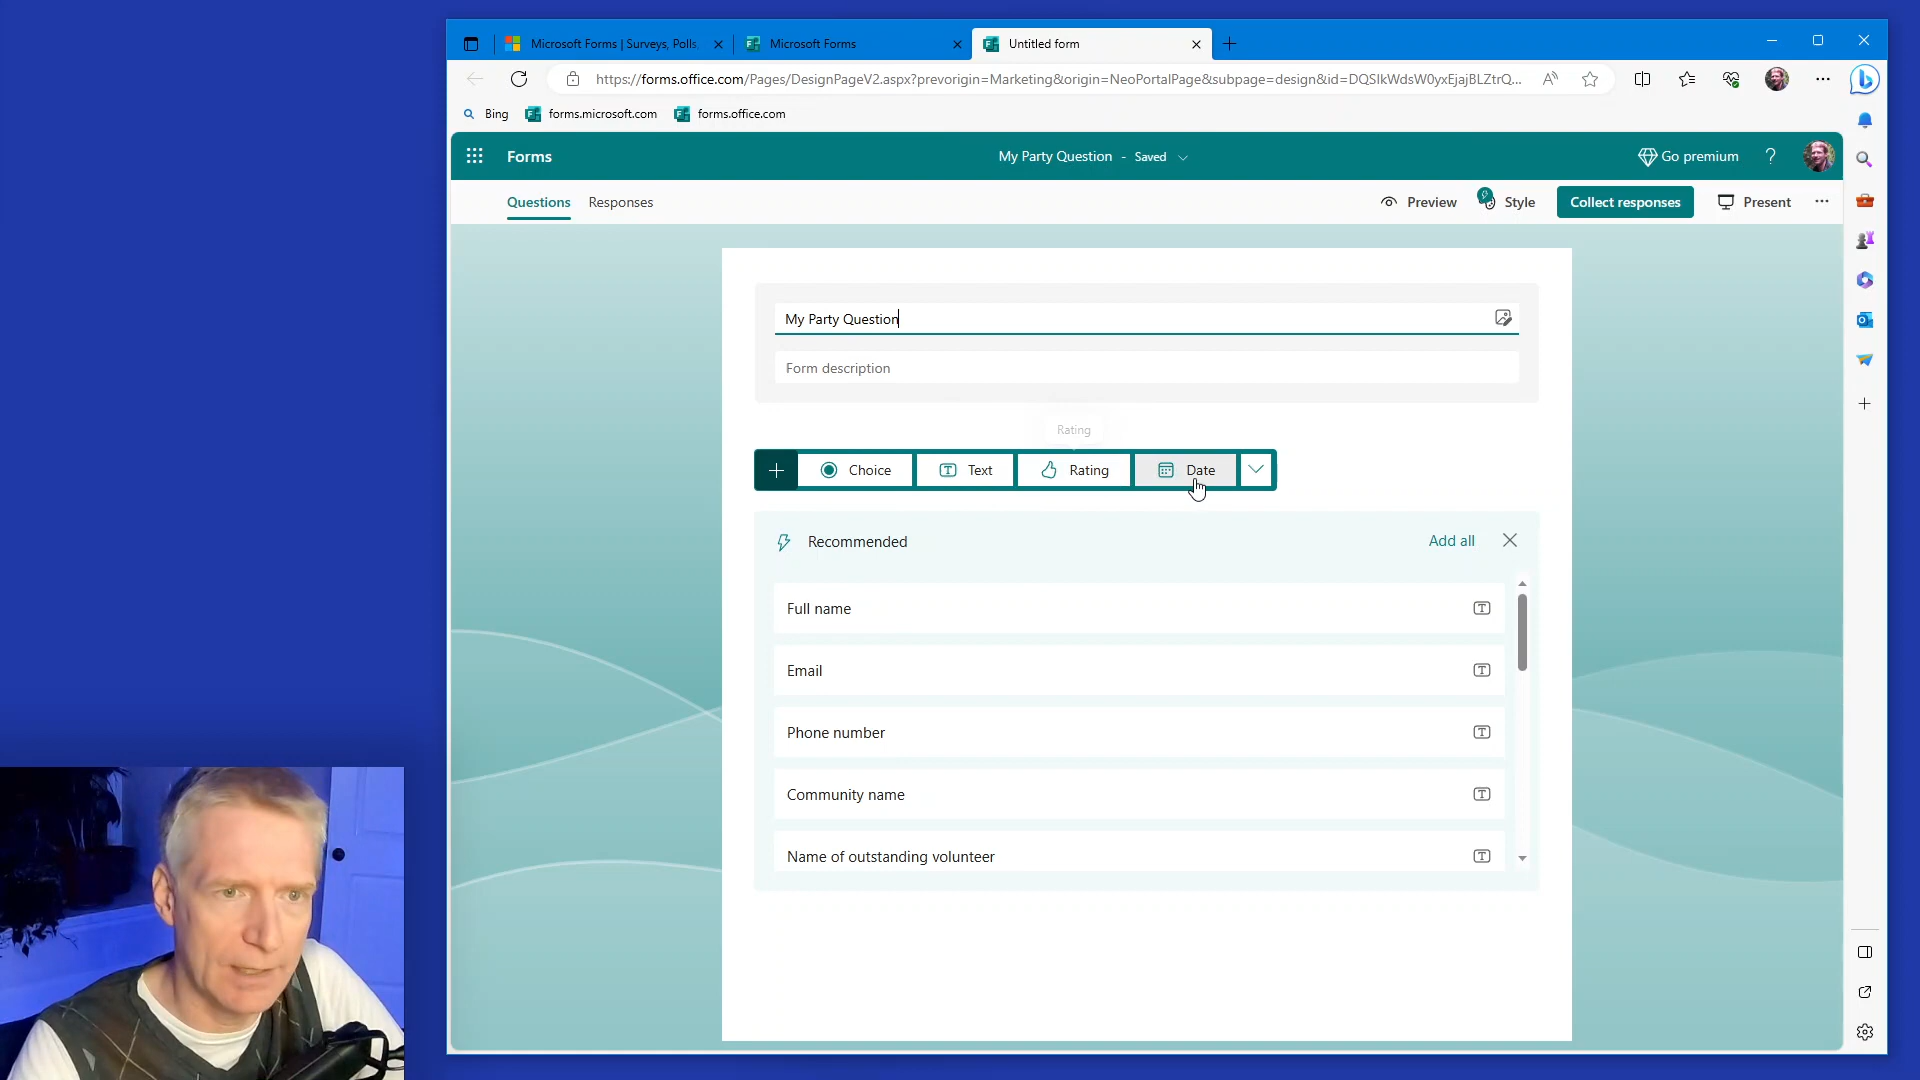 Microsoft Forms | Surveys, Polls,
Microsoft Forms
Untitled form
https://forms.office.com/Pages/DesignPageV2.aspx?prevorigin=Marketing&origin=NeoPortalPage&subpage=design&id=DQSIkWdsW0yxEjajBLZtrQ...
Bing
forms.microsoft.com
forms.office.com
Forms
My Party Question - Saved
Go premium
?
Questions
Responses
Preview
Style
Collect responses
Present
My Party Question
Form description
Rating
Choice
Text
Rating
Date
Recommended
Add all
Full name
Email
Phone number
Community name
Name of outstanding volunteer